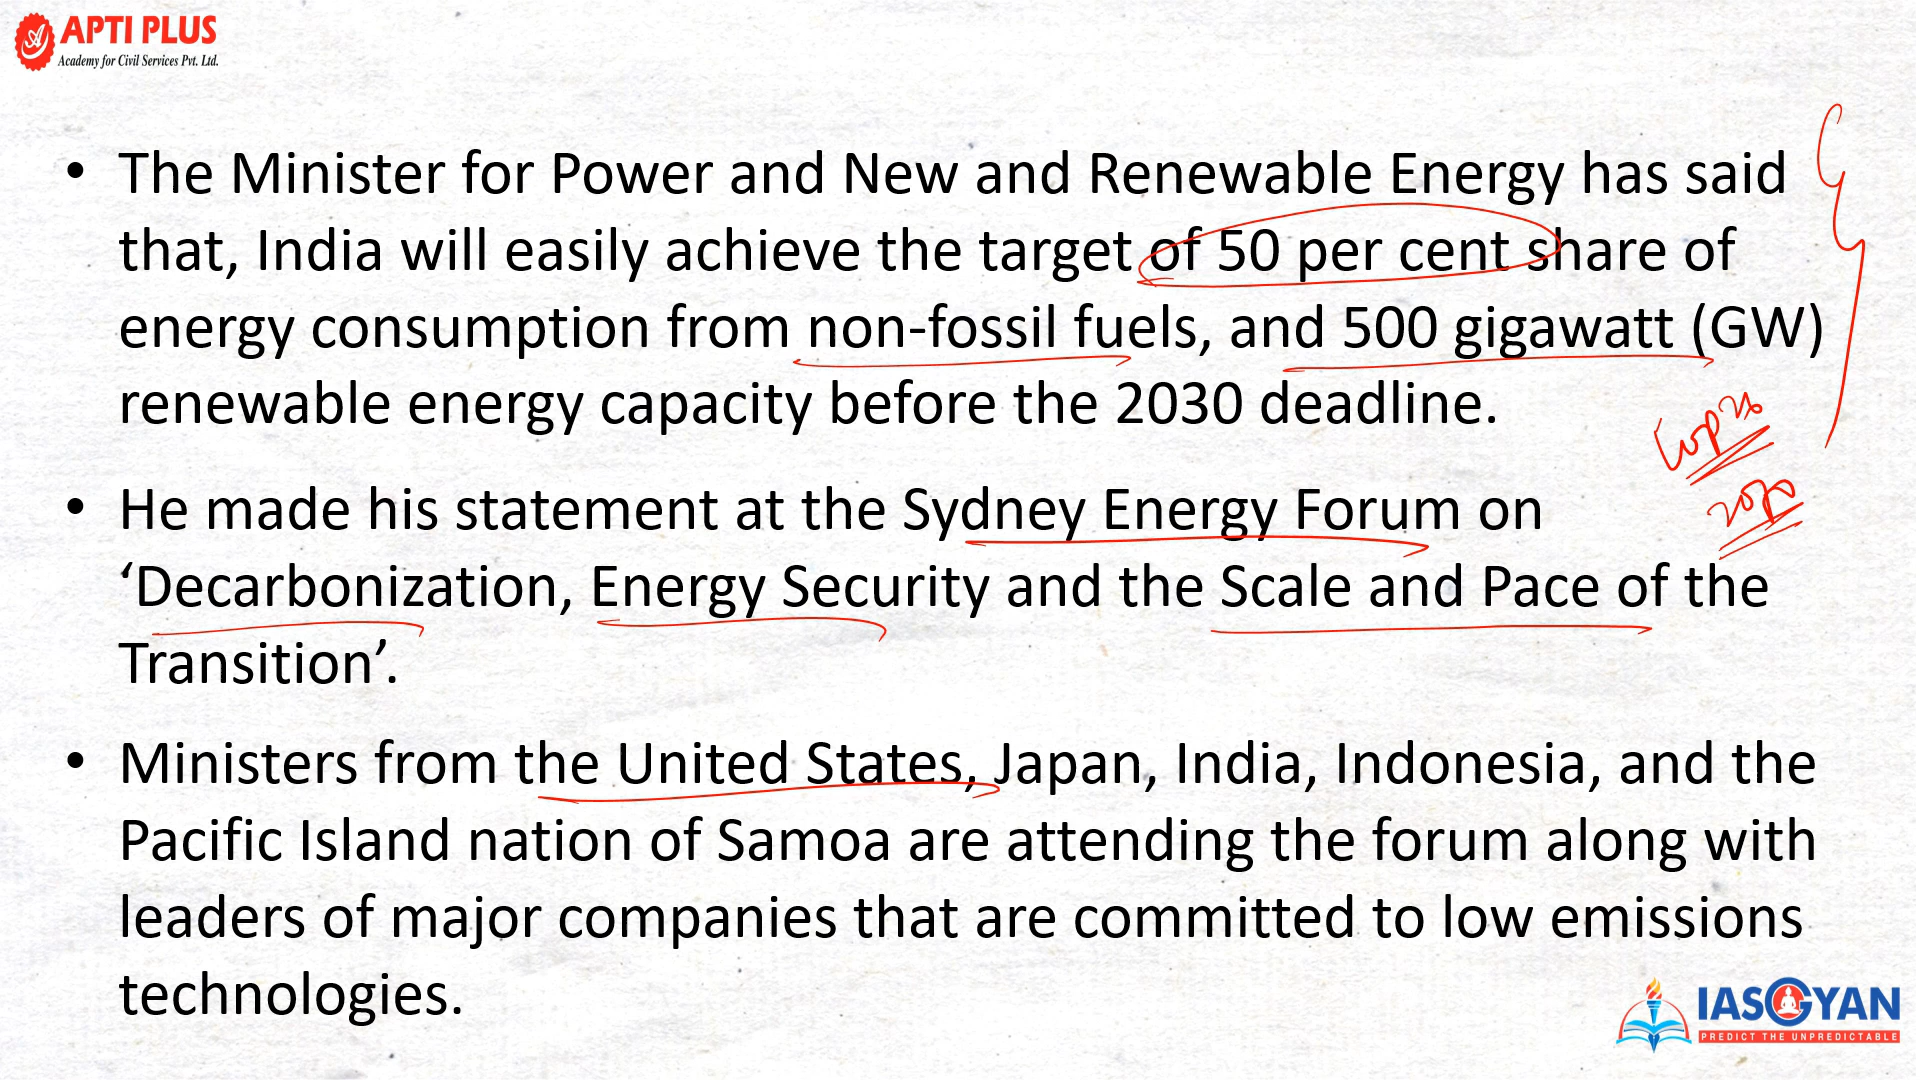 APTI PLUS
Academy for Civil Services Pvt. Ltd.
• The Minister for Power and New and Renewable Energy has said
that, India will easily achieve the target of 50 per cent share of
energy consumption from non-fossil fuels, and 500 gigawatt (GW)
renewable energy capacity before the 2030 deadline.
COP26
2070
• He made his statement at the Sydney Energy Forum on
‘Decarbonization, Energy Security and the Scale and Pace of the
Transition’.
• Ministers from the United States, Japan, India, Indonesia, and the
Pacific Island nation of Samoa are attending the forum along with
leaders of major companies that are committed to low emissions
technologies.
IASGYAN
PREDICT THE UNPREDICTABLE